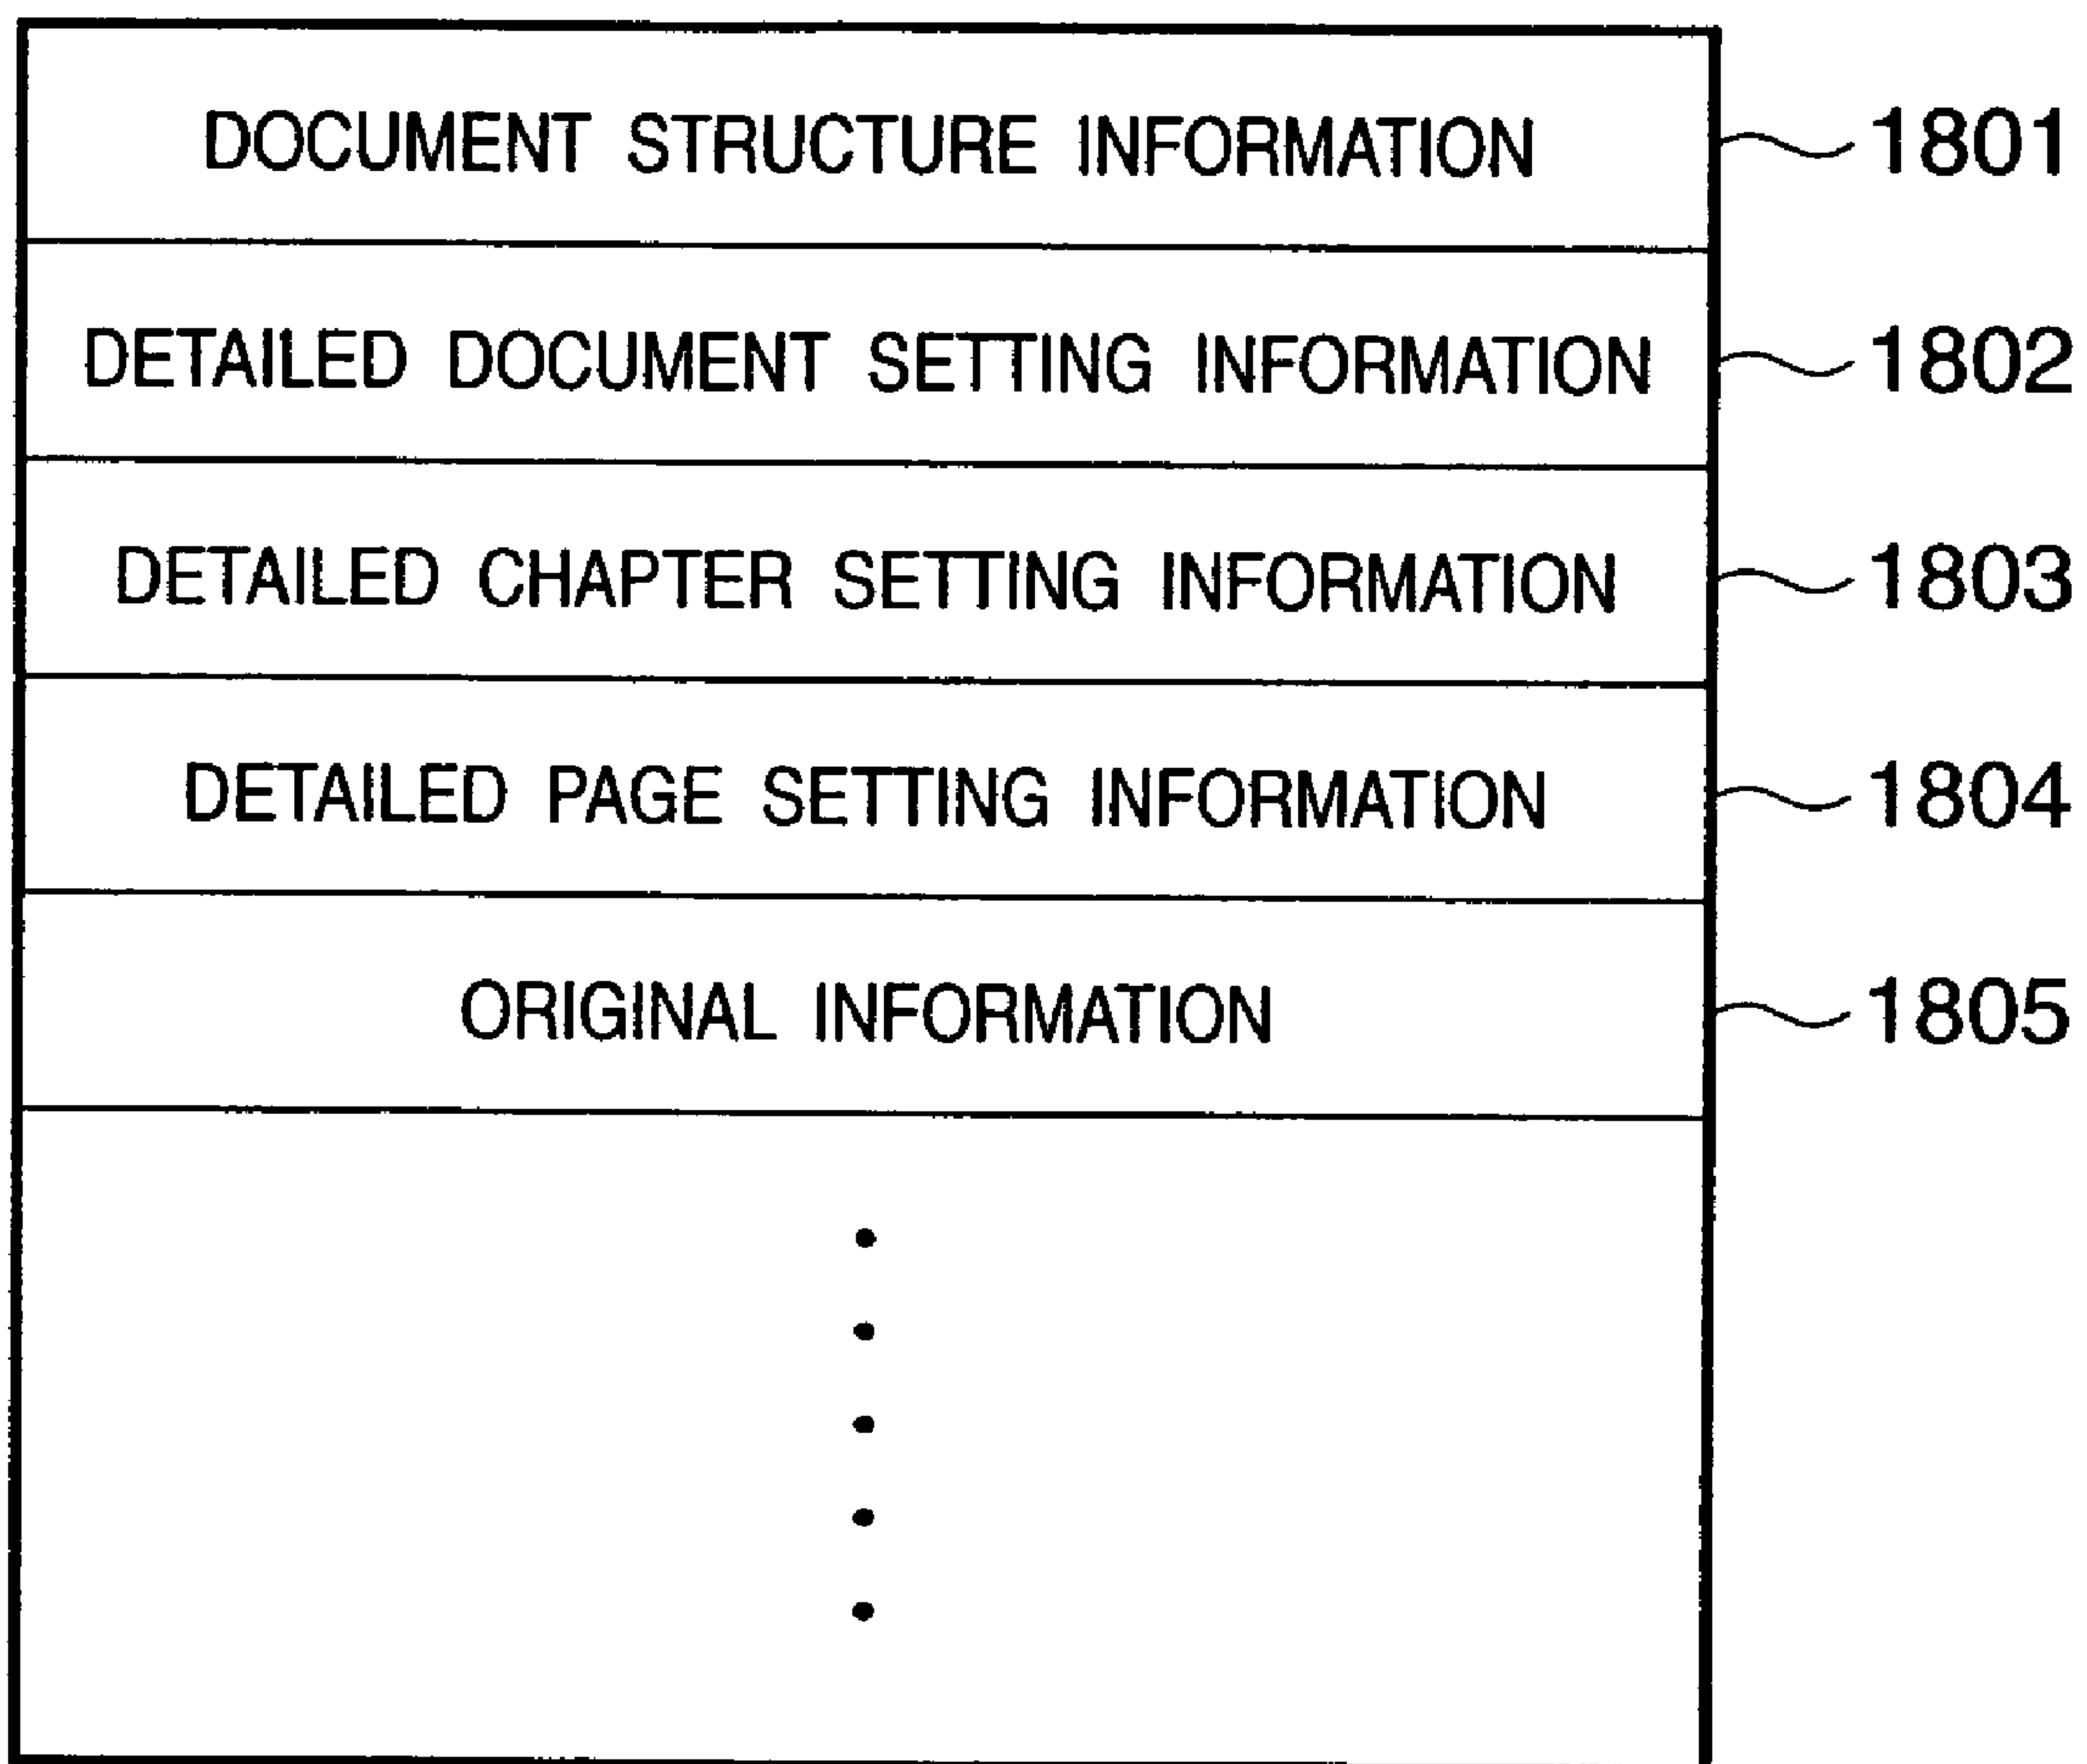 DOCUMENT STRUCTURE INFORMATION 1801
DETAILED DOCUMENT SETTING INFORMATION 1802
DETAILED CHAPTER SETTING INFORMATION 1803
DETAILED PAGE SETTING INFORMATION 1804
ORIGINAL INFORMATION 1805